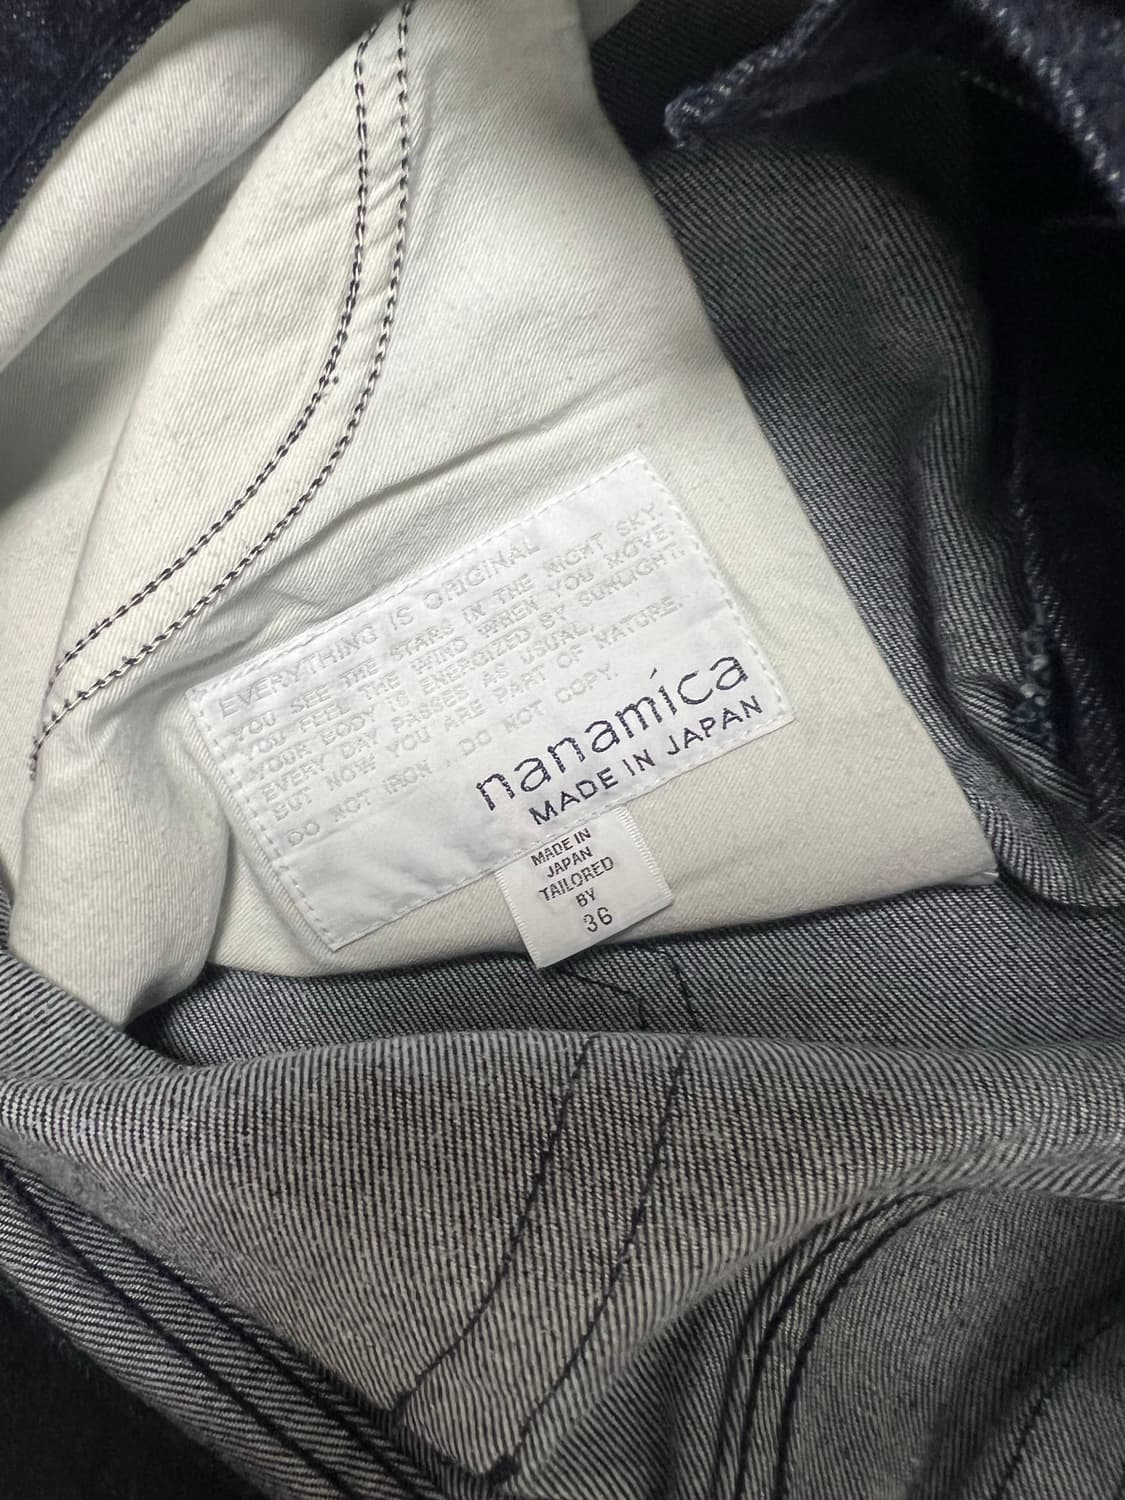 EVERYTHING IS ORIGINAL
YOU SEE THE STARS IN THE NIGHT SKY.
YOU FEEL THE WIND WHEN YOU MOVE.
YOUR BODY ENERGIZED BY SUNLIGHT.
EVERY DAY PASSES AS USUAL,
BUT NOW YOU ARE PART OF NATURE.
DO NOT IRON , DO NOT COPY.
nanamíca
MADE IN JAPAN
MADE IN
JAPAN
TAILORED
BY
36